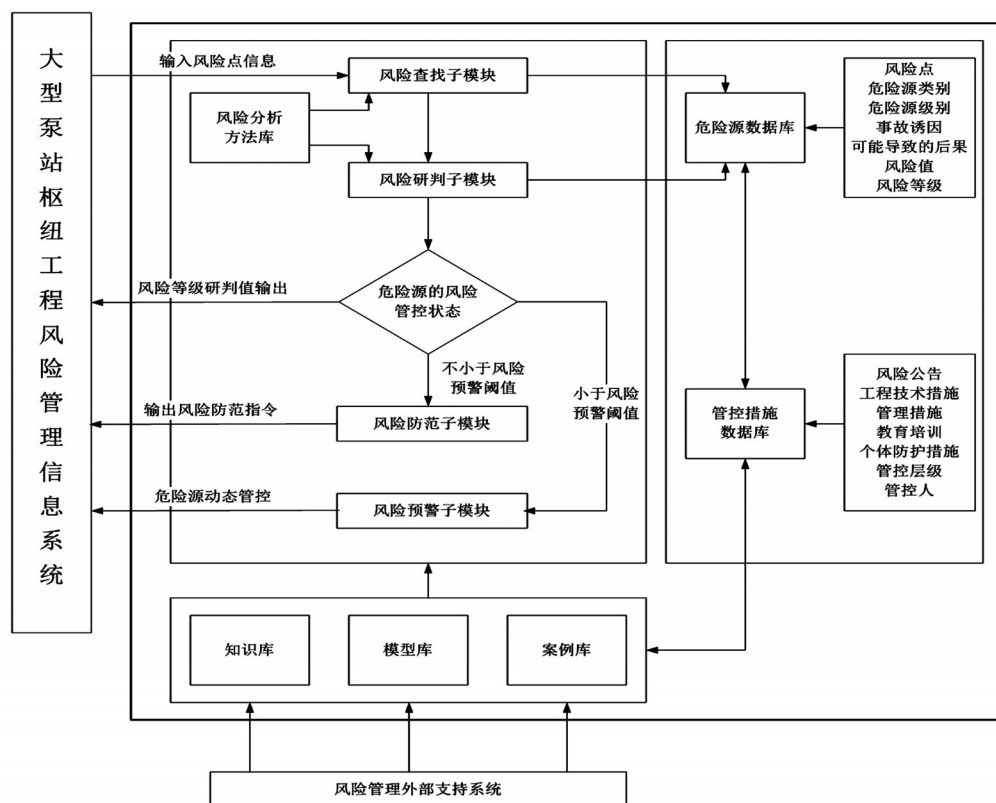 大型泵站枢纽工程风险管理信息系统
输入风险点信息
风险查找子模块
风险分析
方法库
风险研判子模块
危险源数据库
风险点
危险源类别
危险源级别
事故诱因
可能导致的后果
风险值
风险等级
风险等级研判值输出
危险源的风险
管控状态
不小于风险
预警阈值
小于风险
预警阈值
输出风险防范指令
风险防范子模块
管控措施
数据库
风险公告
工程技术措施
管理措施
教育培训
个体防护措施
管控层级
管控人
危险源动态管控
风险预警子模块
知识库
模型库
案例库
风险管理外部支持系统